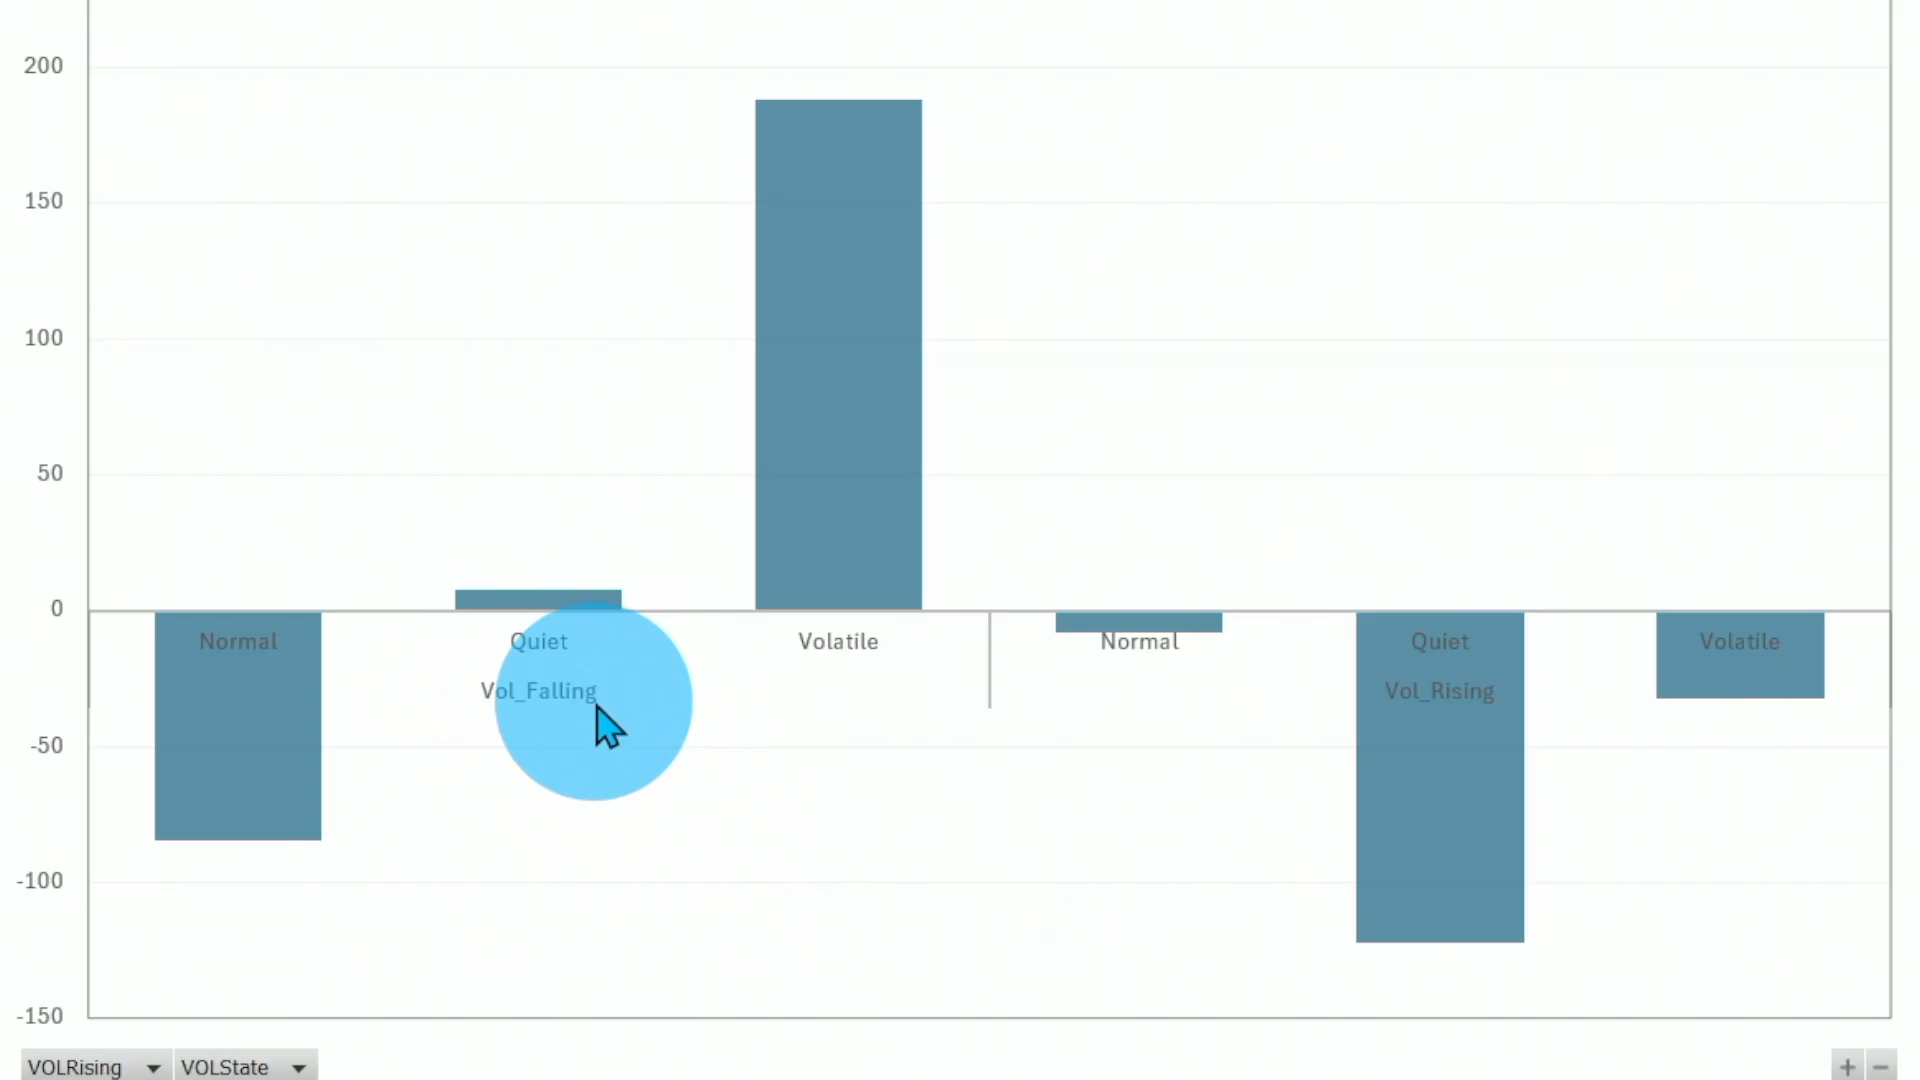 200
150
100
50
0
Normal Quiet Volatile Normal Quiet Volatile
Vol_Falling Vol_Rising
-50
-100
-150
VOLRising VOLState + -